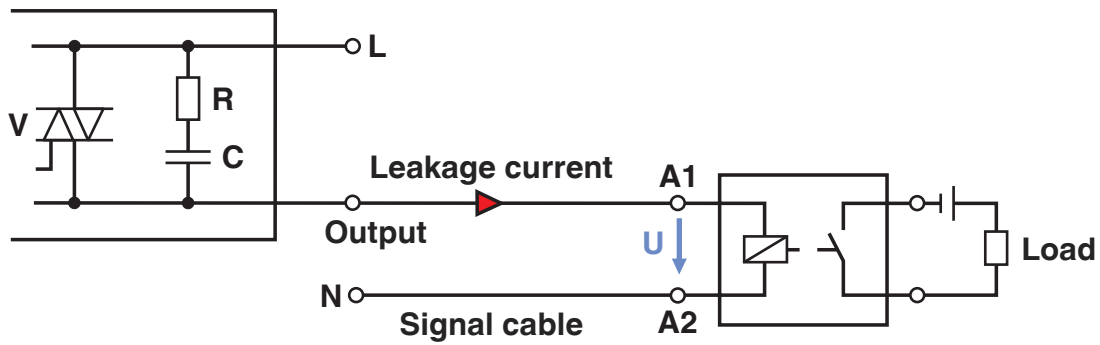 L
R
V
C
Leakage current
A1
Output
U
Load
N
Signal cable
A2